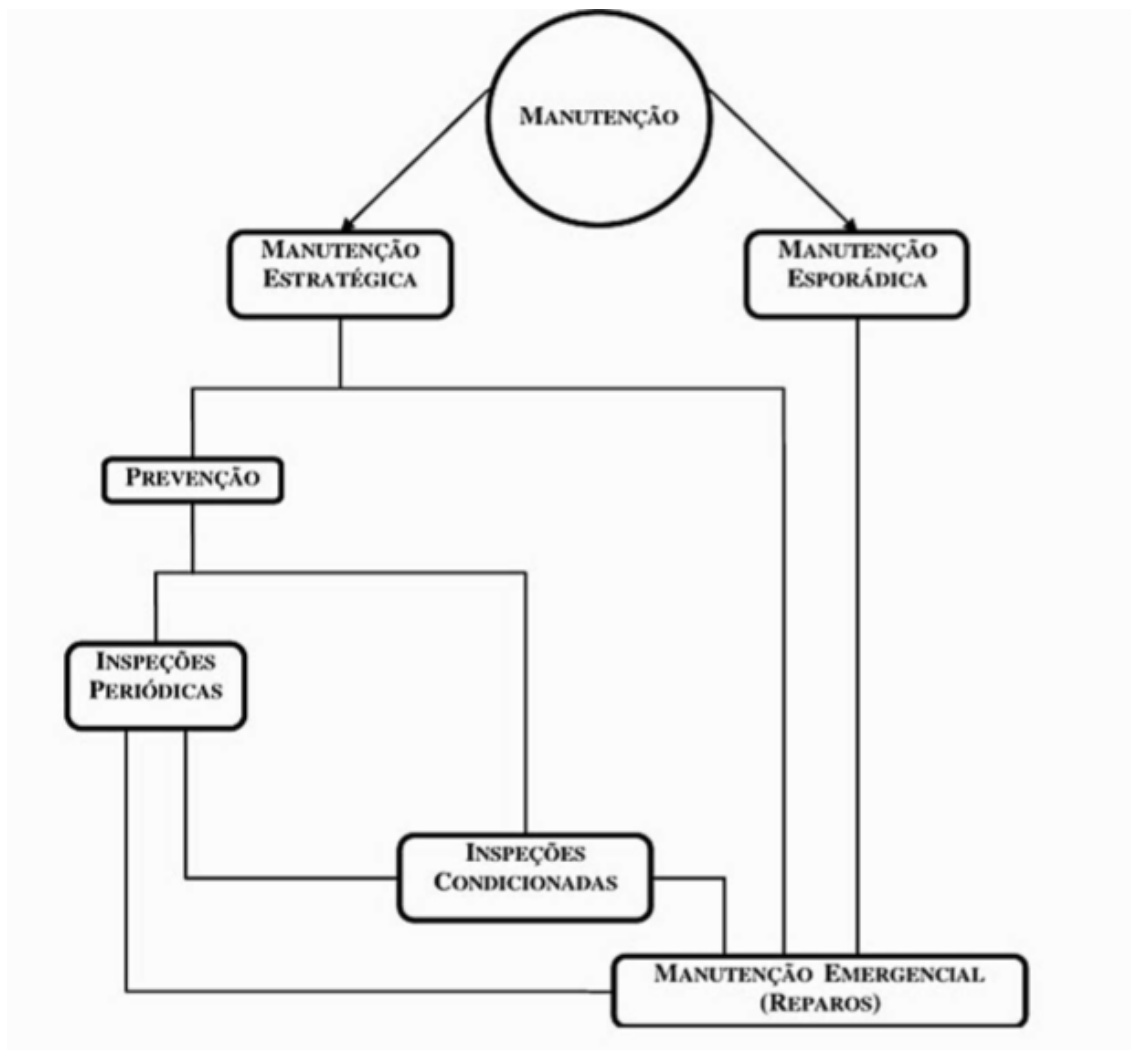 MANUTENÇÃO
MANUTENÇÃO
ESTRATÉGICA
MANUTENÇÃO
ESPORÁDICA
PREVENÇÃO
INSPEÇÕES
PERIÓDICAS
INSPEÇÕES
CONDICIONADAS
MANUTENÇÃO EMERGENCIAL
(REPAROS)